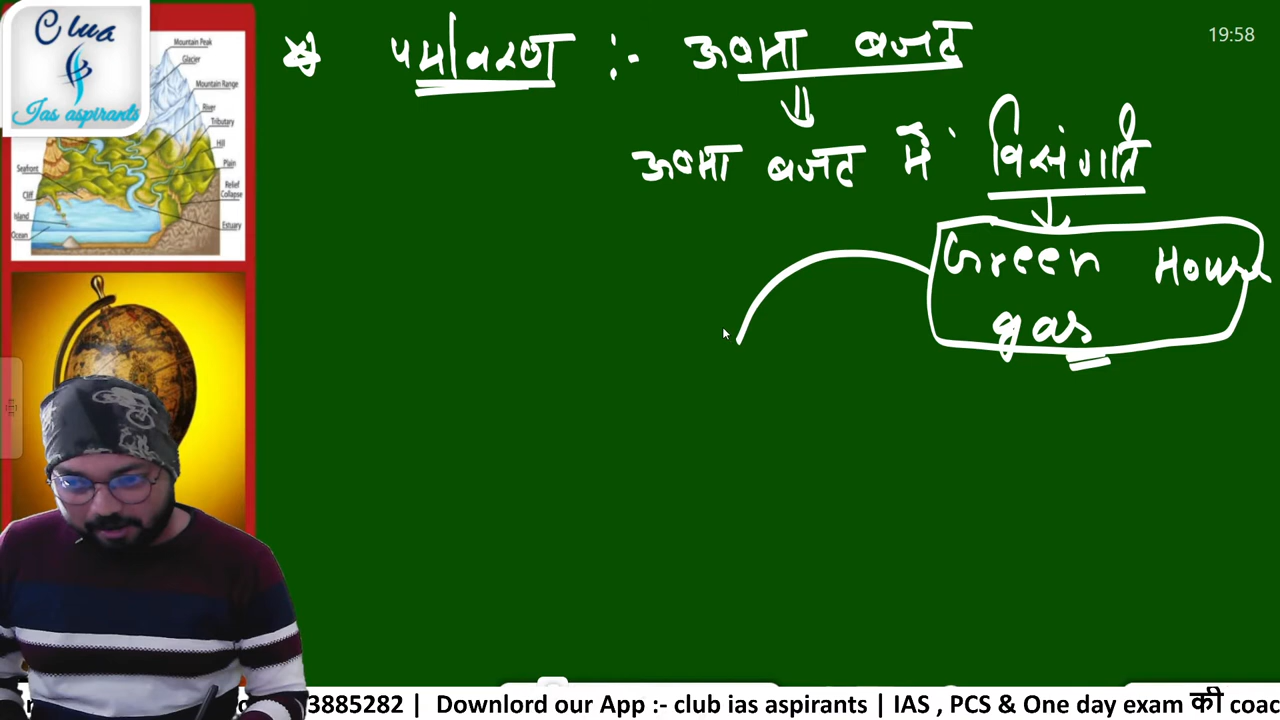 Clua
Ias aspirants
Mountain Peak
Glacier
Mountain Range
River
Tributary
Hill
Plain
Relief
Collapse
Estuary
Seafont
Cliff
Island
Ocean
19:58
पर्यावरण :- ऊष्मा बजट
ऊष्मा बजट में विसंगति
Green House
gas
3885282 | Downlord our App :- club ias aspirants | IAS , PCS & One day exam की coac